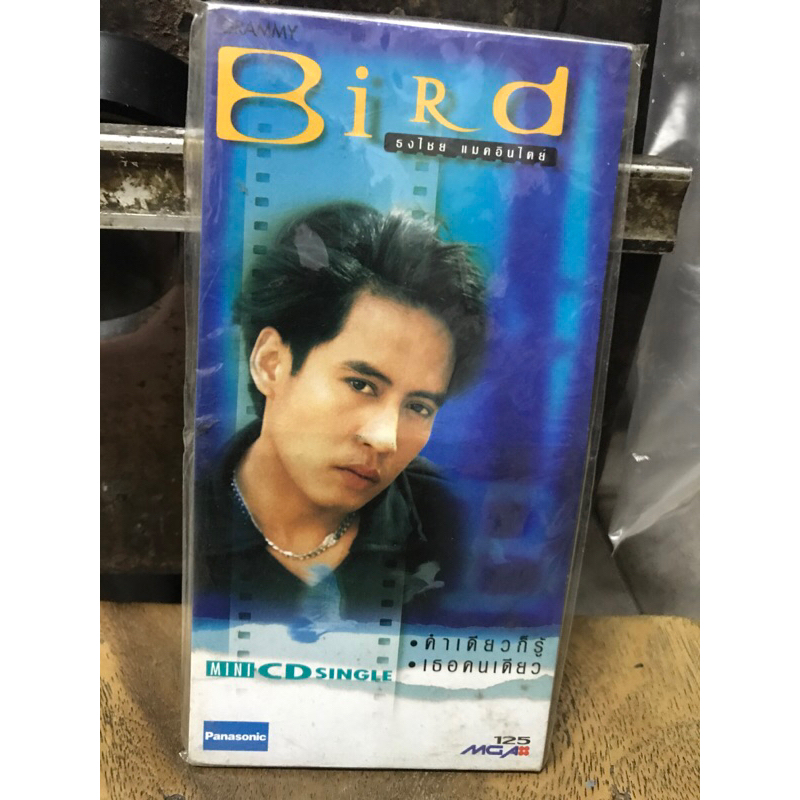 GRAMMY
BiRd
ธงไชย แมคอินไตย์
• คำเดียวก็รู้
• เธอคนเดียว
MINI CD SINGLE
Panasonic
125
MGA